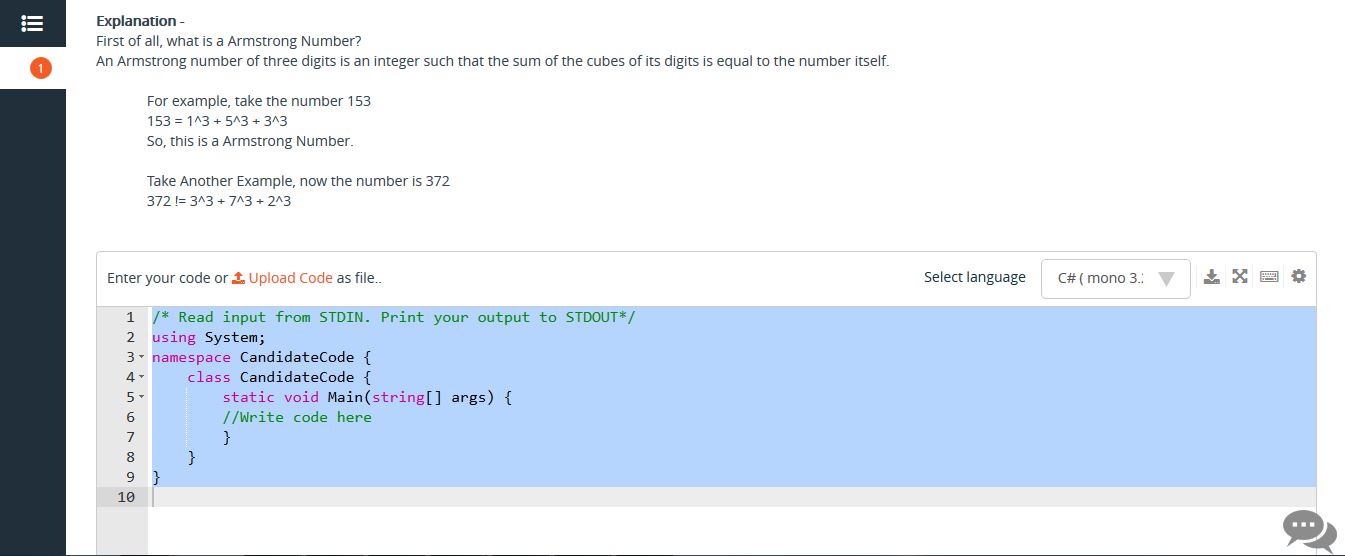 Explanation -
First of all, what is a Armstrong Number?
An Armstrong number of three digits is an integer such that the sum of the cubes of its digits is equal to the number itself.
For example, take the number 153
153 = 1^3 + 5^3 + 3^3
So, this is a Armstrong Number.
Take Another Example, now the number is 372
372 != 3^3 + 7^3 + 2^3
1
Enter your code or Upload Code as file..
Select language
C# ( mono 3.:
1 /* Read input from STDIN. Print your output to STDOUT*/
2 using System;
3 namespace CandidateCode {
4 class CandidateCode {
5 static void Main(string[] args) {
6 //Write code here
7 }
8 }
9 }
10